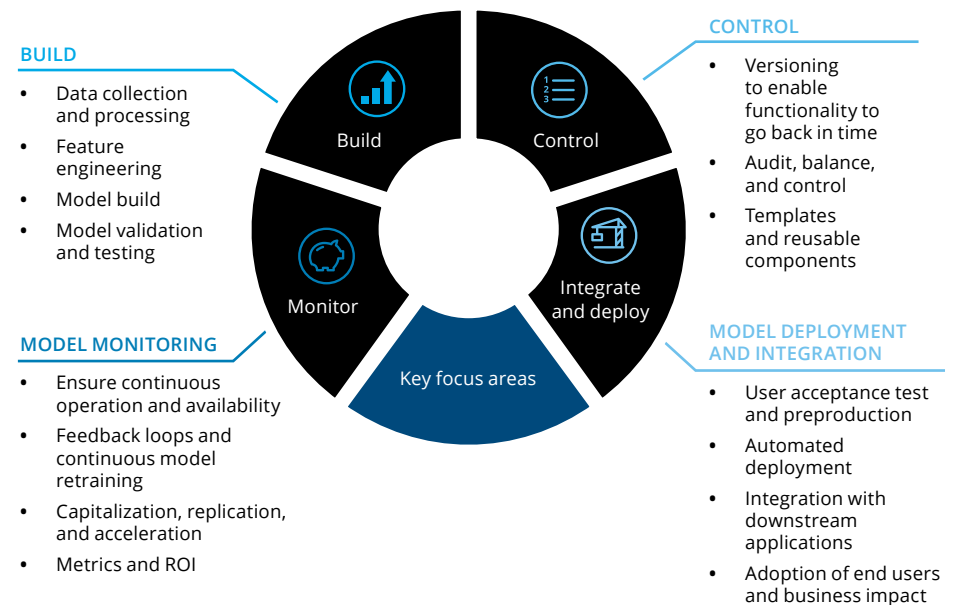 BUILD
• Data collection
and processing
• Feature
engineering
• Model build
• Model validation
and testing
Build
1
2
3
Control
CONTROL
• Versioning
to enable
functionality to
go back in time
• Audit, balance,
and control
• Templates
and reusable
components
Monitor
Integrate
and deploy
Key focus areas
MODEL MONITORING
• Ensure continuous
operation and availability
• Feedback loops and
continuous model
retraining
• Capitalization, replication,
and acceleration
• Metrics and ROI
MODEL DEPLOYMENT
AND INTEGRATION
• User acceptance test
and preproduction
• Automated
deployment
• Integration with
downstream
applications
• Adoption of end users
and business impact